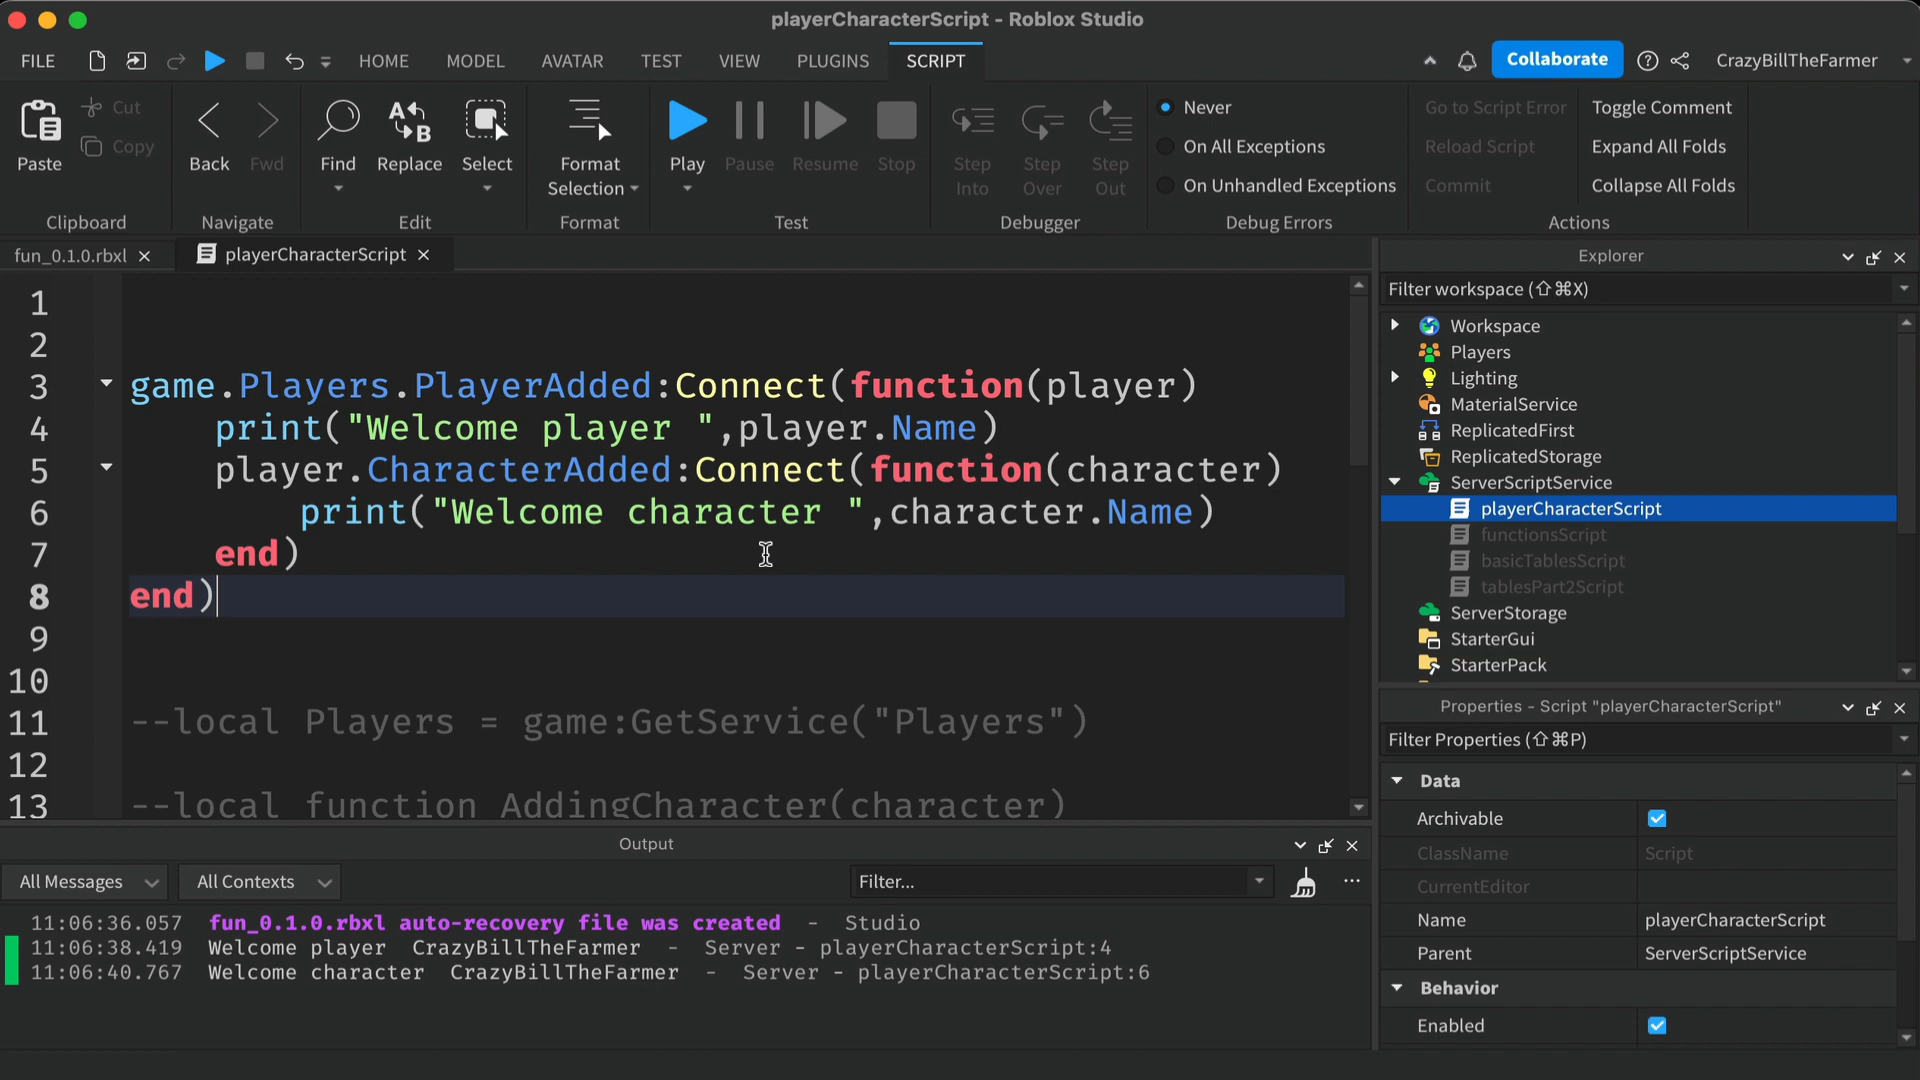 playerCharacterScript - Roblox Studio
FILE HOME MODEL AVATAR TEST VIEW PLUGINS SCRIPT Collaborate CrazyBillTheFarmer
Paste Cut Copy
Clipboard
Back Fwd
Navigate
Find Replace Select
Edit
Format
Selection
Format
Play Pause Resume Stop
Test
Step Into Step Over Step Out
Debugger
Never
On All Exceptions
On Unhandled Exceptions
Debug Errors
Go to Script Error Toggle Comment
Reload Script Expand All Folds
Commit Collapse All Folds
Actions
fun_0.1.0.rbxl playerCharacterScript
1
2
3 game.Players.PlayerAdded:Connect(function(player)
4 print("Welcome player ",player.Name)
5 player.CharacterAdded:Connect(function(character)
6 print("Welcome character ",character.Name)
7 end)
8 end)
9
10
11 --local Players = game:GetService("Players")
12
13 --local function AddingCharacter(character)
Explorer
Filter workspace (⇧⌘X)
Workspace
Players
Lighting
MaterialService
ReplicatedFirst
ReplicatedStorage
ServerScriptService
playerCharacterScript
functionsScript
basicTablesScript
tablesPart2Script
ServerStorage
StarterGui
StarterPack
Properties - Script "playerCharacterScript"
Filter Properties (⇧⌘P)
Data
Archivable
ClassName Script
CurrentEditor
Name playerCharacterScript
Parent ServerScriptService
Behavior
Enabled
Output
All Messages All Contexts Filter...
11:06:36.057 fun_0.1.0.rbxl auto-recovery file was created - Studio
11:06:38.419 Welcome player CrazyBillTheFarmer - Server - playerCharacterScript:4
11:06:40.767 Welcome character CrazyBillTheFarmer - Server - playerCharacterScript:6